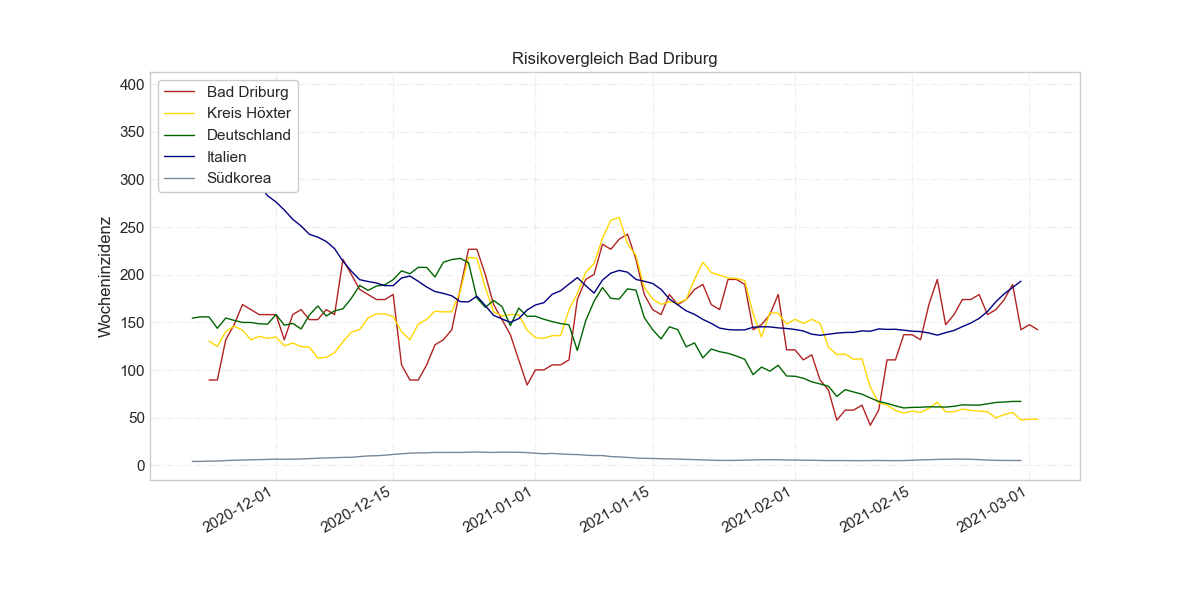 Risikovergleich Bad Driburg
Wocheninzidenz
400
350
300
250
200
150
100
50
0
Bad Driburg
Kreis Höxter
Deutschland
Italien
Südkorea
2020-12-01
2020-12-15
2021-01-01
2021-01-15
2021-02-01
2021-02-15
2021-03-01